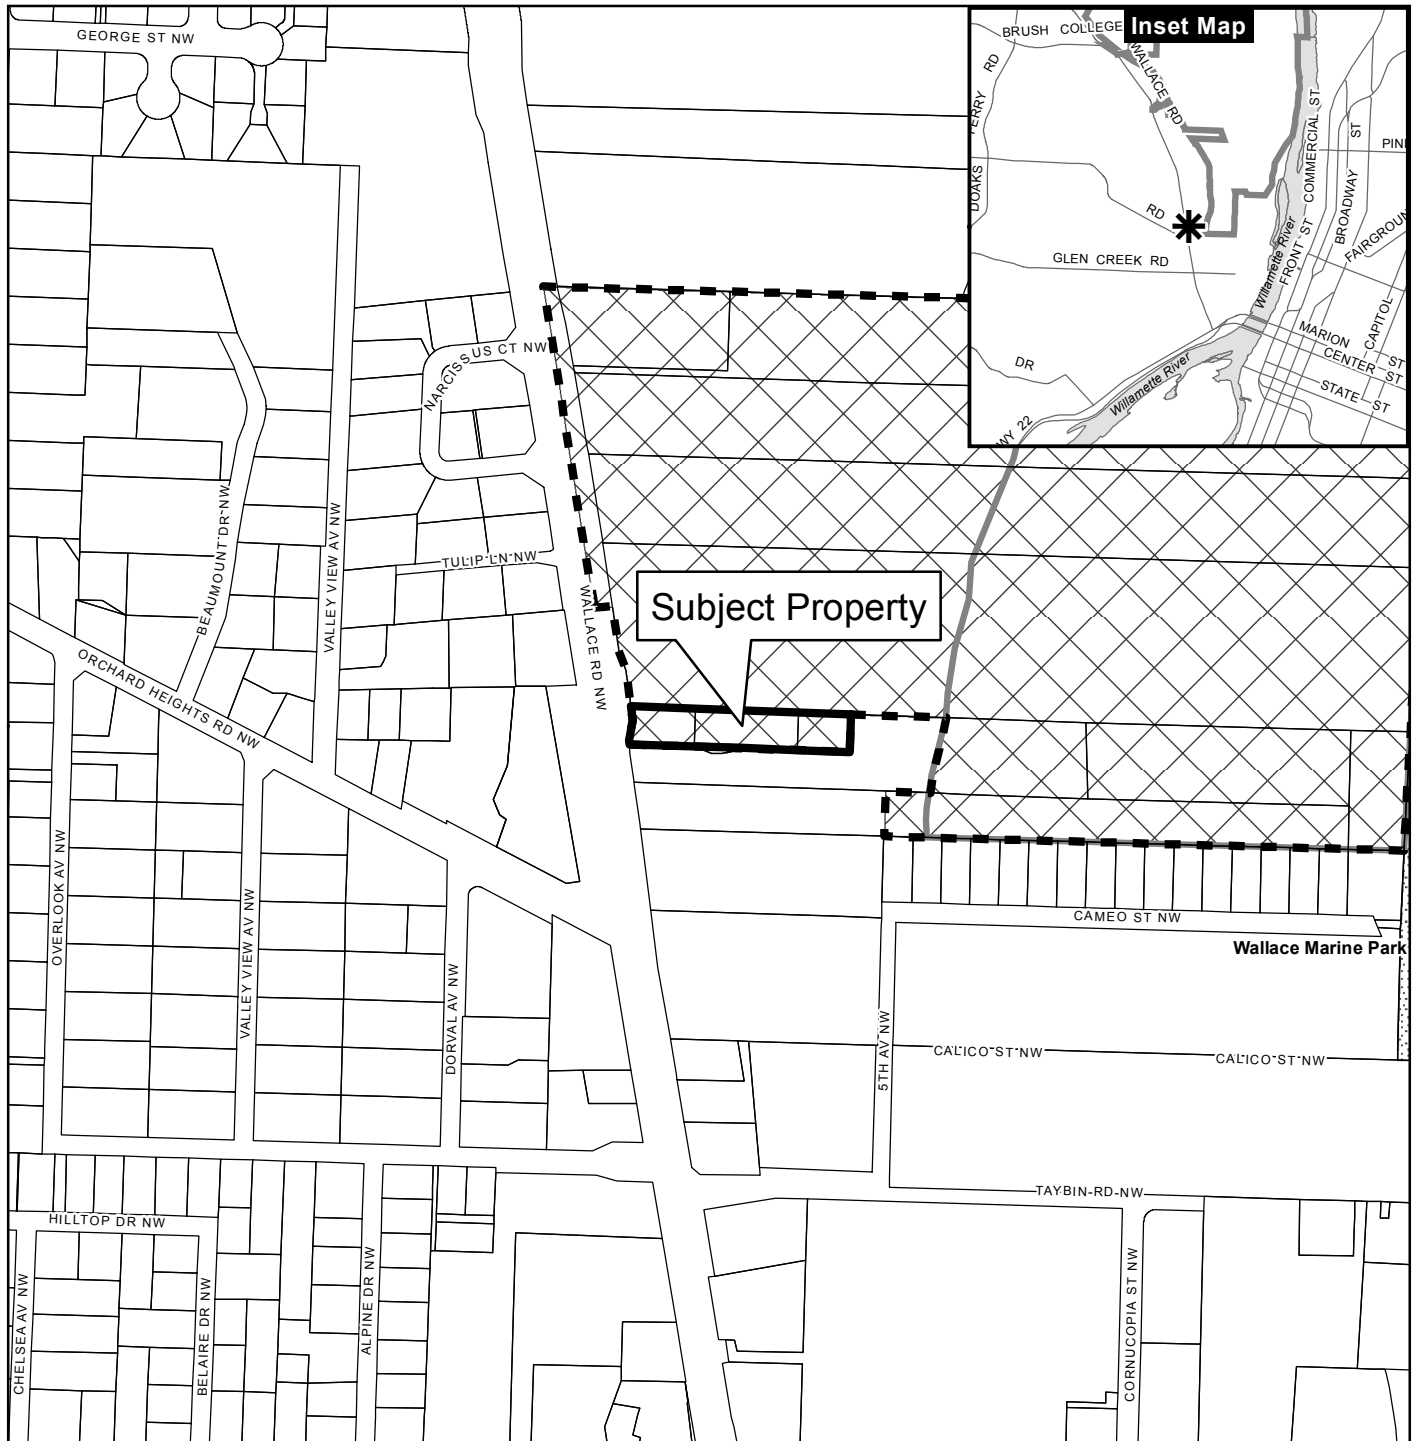 GEORGE ST NW
Inset Map
BRUSH COLLEGE
WALLACE RD
RD
DOAKS
COMMERCIAL ST
ST
BROADWAY
RD
GLEN CREEK RD
Willamette River
FRONT ST
CAPITOL
MARION ST
CENTER ST
STATE ST
DR
Willamette River
22
NARCISSUS CT NW
BEAUMOUNT DR NW
VALLEY VIEW AV NW
TULIP LN NW
WALLACE RD NW
Subject Property
ORCHARD HEIGHTS RD NW
OVERLOOK AV NW
VALLEY VIEW AV NW
DORVAL AV NW
CAMEO ST NW
Wallace Marine Park
5TH AV NW
CALICO ST NW
CALICO ST NW
TAYBIN RD NW
HILLTOP DR NW
CHELSEA AV NW
BELAIRE DR NW
ALPINE DR NW
CORNUCOPIA ST NW